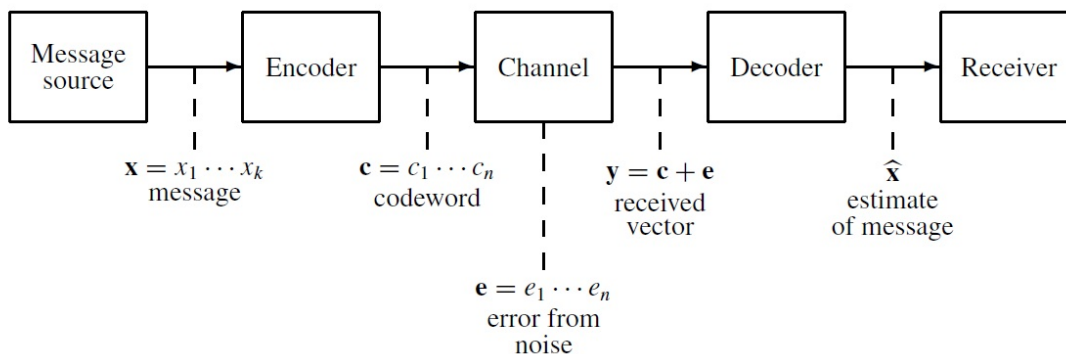 Message
source
Encoder
Channel
Decoder
Receiver
x = x₁ ··· xₖ
message
c = c₁ ··· cₙ
codeword
y = c + e
received
vector
x̂
estimate
of message
e = e₁ ··· eₙ
error from
noise